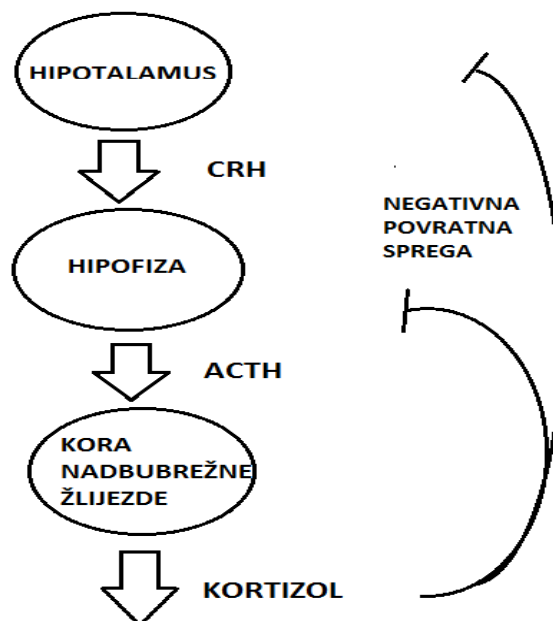 HIPOTALAMUS
CRH
NEGATIVNA
POVRATNA
SPREGA
HIPOFIZA
ACTH
KORA
NADBUBREŽNE
ŽLIJEZDE
KORTIZOL